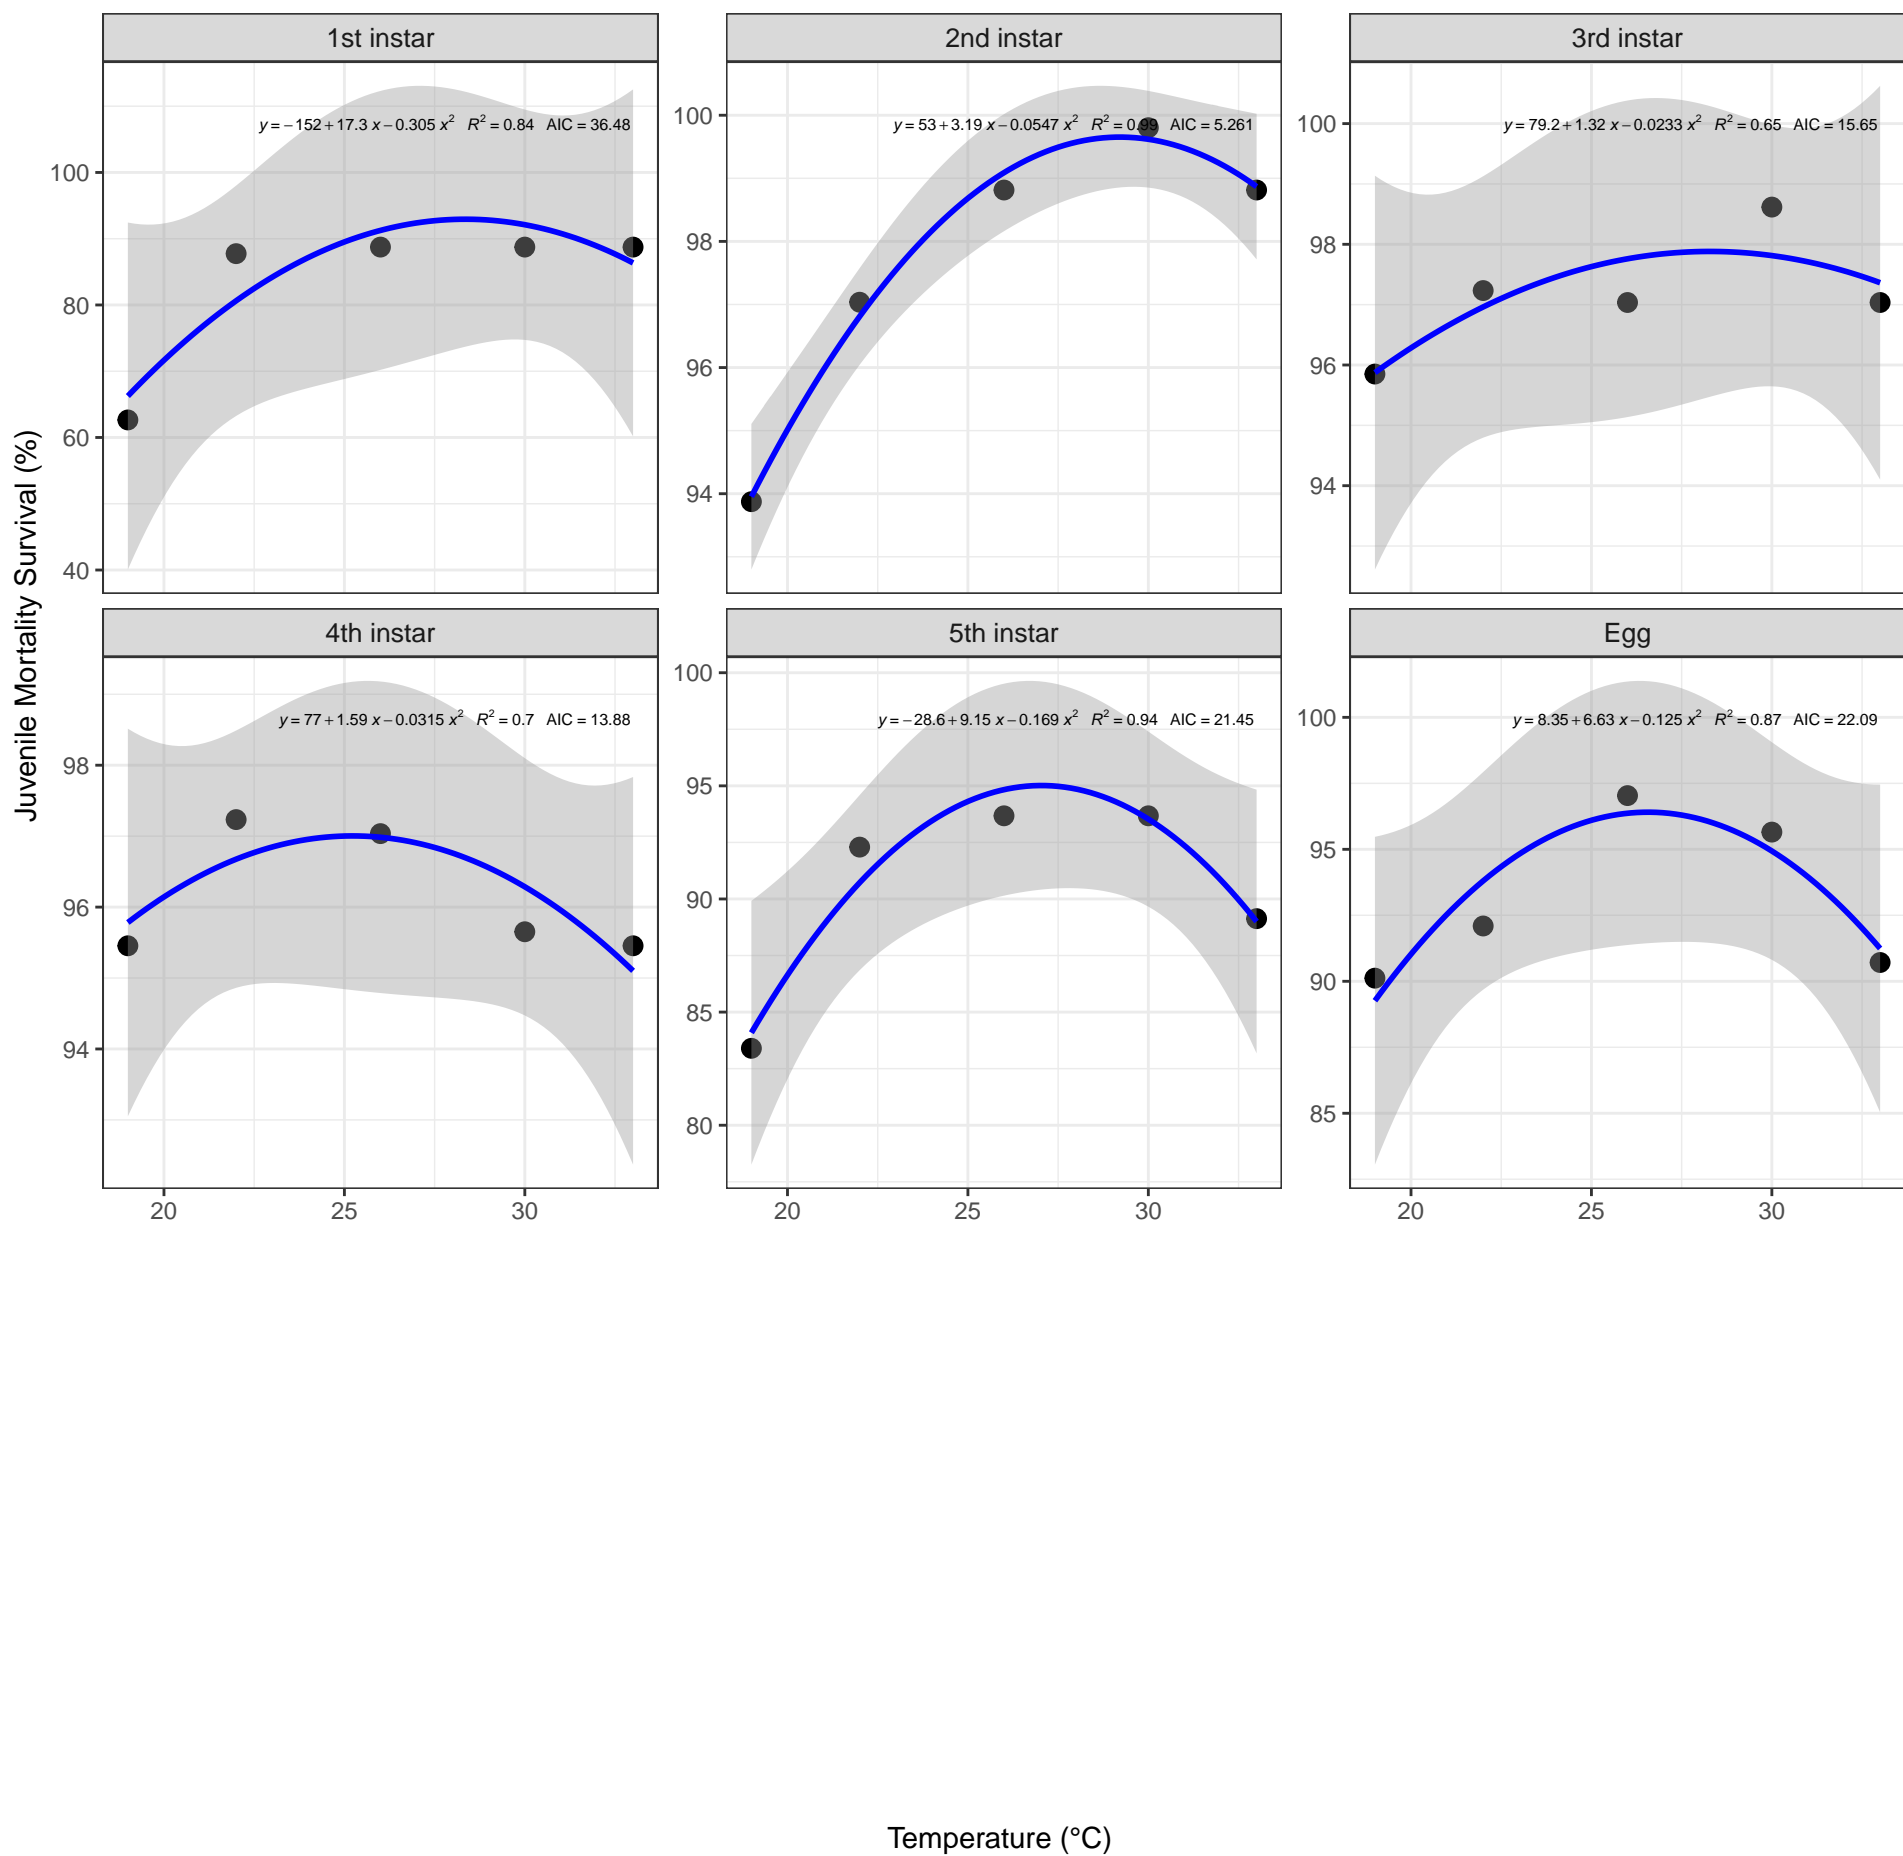 1st instar
2nd instar
3rd instar
y = −152 + 17.3 x − 0.305 x² R² = 0.84 AIC = 36.48
y = 53 + 3.19 x − 0.0547 x² R² = 0.99 AIC = 5.261
y = 79.2 + 1.32 x − 0.0233 x² R² = 0.65 AIC = 15.65
100
80
60
40
100
98
96
94
100
98
96
94
Juvenile Mortality Survival (%)
4th instar
5th instar
Egg
y = 77 + 1.59 x − 0.0315 x² R² = 0.7 AIC = 13.88
y = −28.6 + 9.15 x − 0.169 x² R² = 0.94 AIC = 21.45
y = 8.35 + 6.63 x − 0.125 x² R² = 0.87 AIC = 22.09
98
96
94
100
95
90
85
80
100
95
90
85
20 25 30
20 25 30
20 25 30
Temperature (°C)